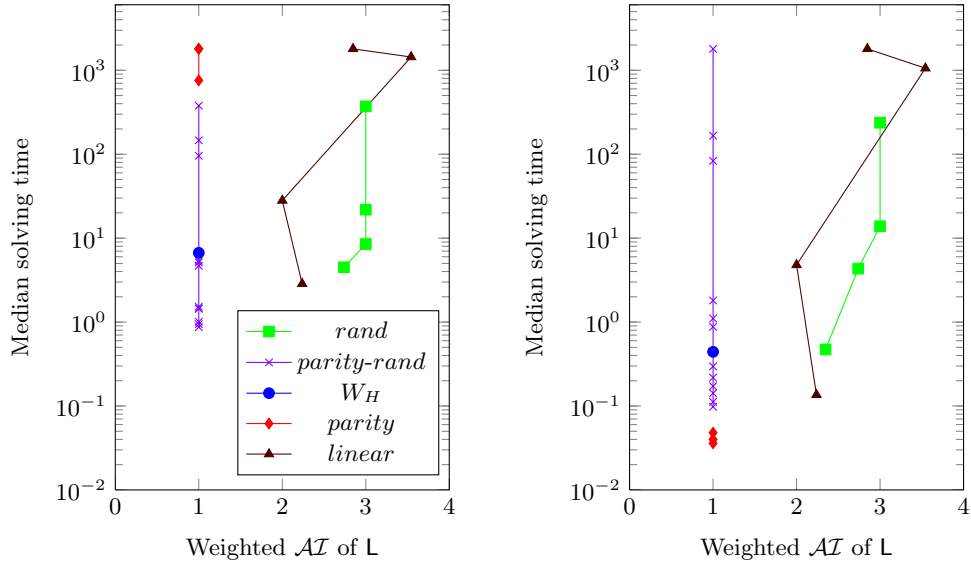 10^3
10^2
10^1
10^0
10^-1
10^-2
0 1 2 3 4
Median solving time
Weighted 𝒜ℐ of L
rand
parity-rand
W_H
parity
linear
10^3
10^2
10^1
10^0
10^-1
10^-2
0 1 2 3 4
Median solving time
Weighted 𝒜ℐ of L